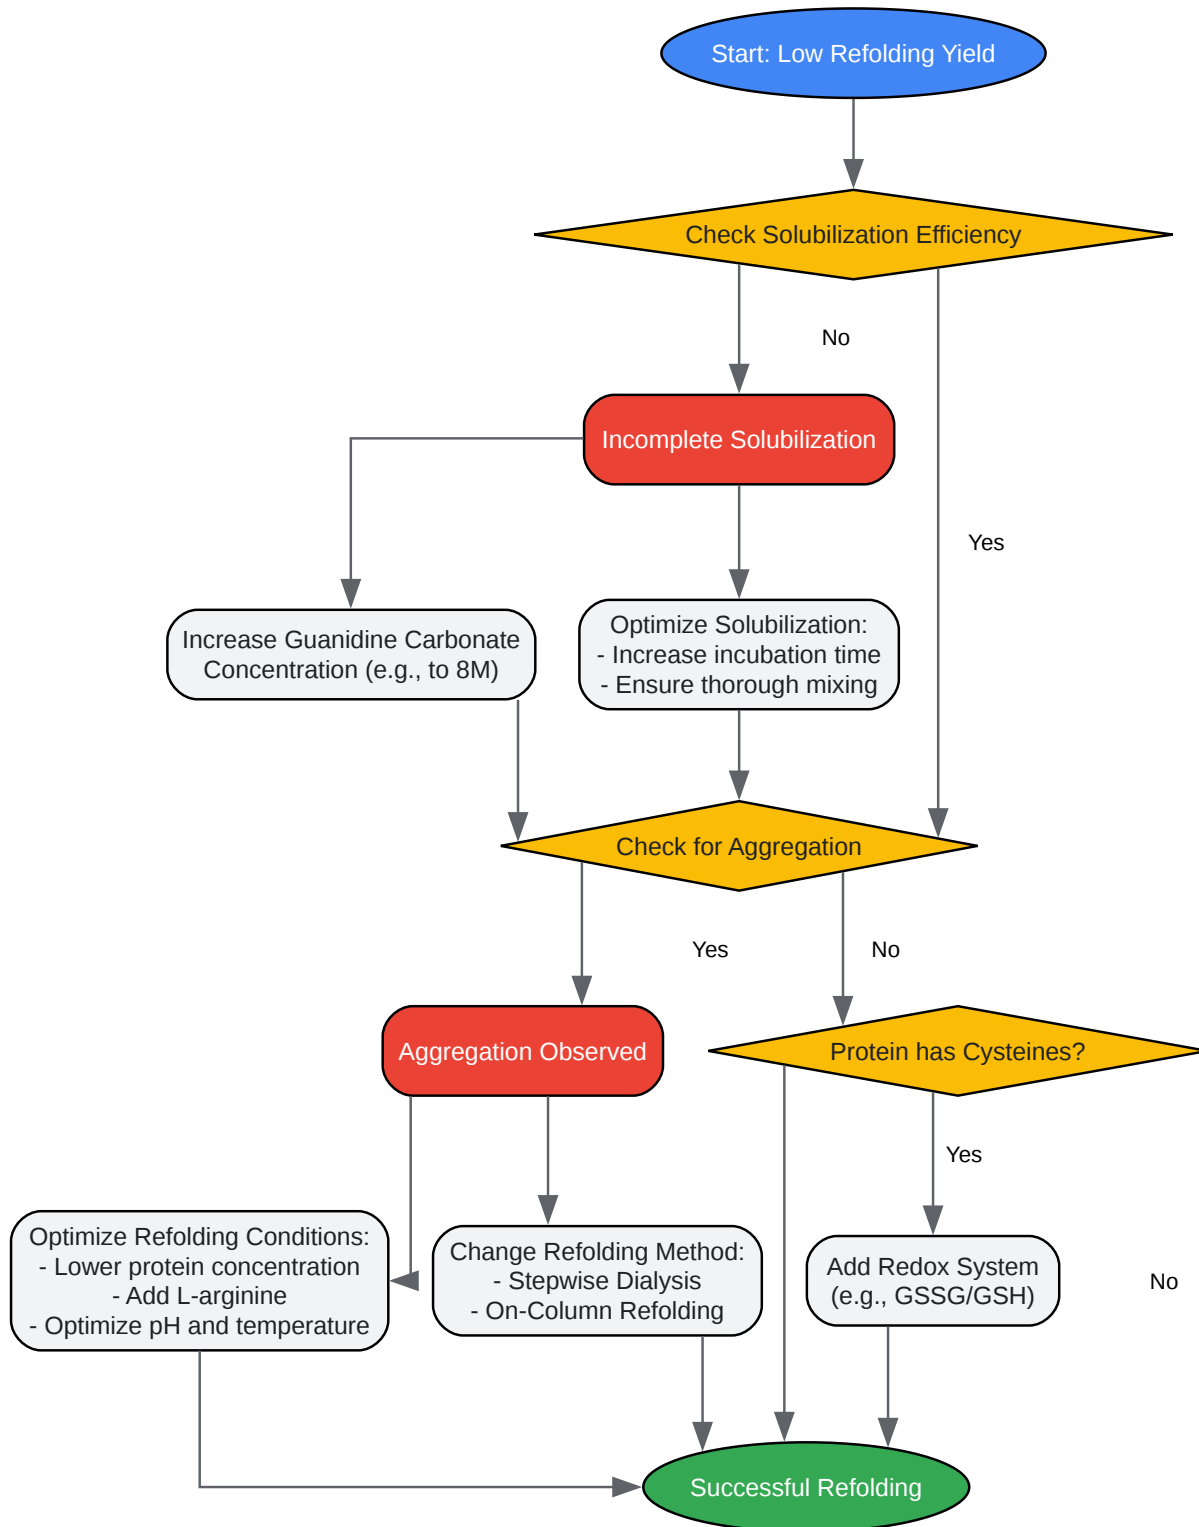 Start: Low Refolding Yield
Check Solubilization Efficiency
No
Incomplete Solubilization
Yes
Increase Guanidine Carbonate
Concentration (e.g., to 8M)
Optimize Solubilization:
- Increase incubation time
- Ensure thorough mixing
Check for Aggregation
Yes
No
Aggregation Observed
Protein has Cysteines?
Yes
Optimize Refolding Conditions:
- Lower protein concentration
- Add L-arginine
- Optimize pH and temperature
Change Refolding Method:
- Stepwise Dialysis
- On-Column Refolding
Add Redox System
(e.g., GSSG/GSH)
No
Successful Refolding